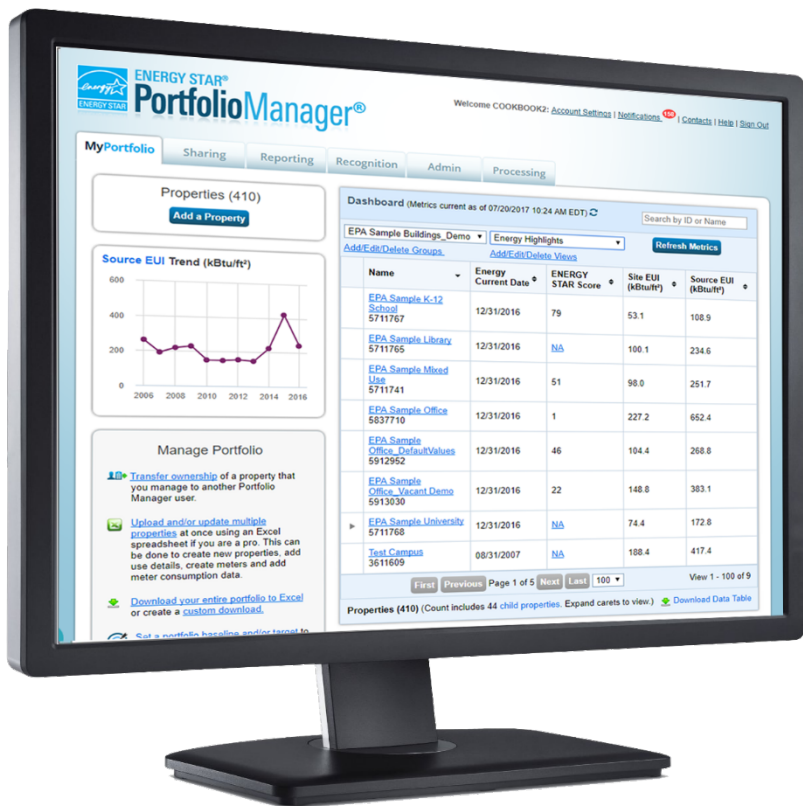 ENERGY STAR®
PortfolioManager®
energy
ENERGY STAR
Welcome COOKBOOK2: Account Settings | Notifications | Contacts | Help | Sign Out
MyPortfolio
Sharing
Reporting
Recognition
Admin
Processing
Properties (410)
Add a Property
Source EUI Trend (kBtu/ft²)
600
400
200
0
2006 2008 2010 2012 2014 2016
Manage Portfolio
Transfer ownership of a property that
you manage to another Portfolio
Manager user.
Upload and/or update multiple
properties at once using an Excel
spreadsheet if you are a pro. This can
be done to create new properties, add
use details, create meters and add
meter consumption data.
Download your entire portfolio to Excel
or create a custom download.
Set a portfolio baseline and/or target to
Dashboard (Metrics current as of 07/20/2017 10:24 AM EDT)
Search by ID or Name
EPA Sample Buildings_Demo
Energy Highlights
Refresh Metrics
Add/Edit/Delete Groups
Add/Edit/Delete Views
Name
Energy
Current Date
ENERGY
STAR Score
Site EUI
(kBtu/ft²)
Source EUI
(kBtu/ft²)
EPA Sample K-12
School
5711767
12/31/2016
79
53.1
108.9
EPA Sample Library
5711765
12/31/2016
NA
100.1
234.6
EPA Sample Mixed
Use
5711741
12/31/2016
51
98.0
251.7
EPA Sample Office
5837710
12/31/2016
1
227.2
652.4
EPA Sample
Office_DefaultValues
5912952
12/31/2016
46
104.4
268.8
EPA Sample
Office_Vacant Demo
5913030
12/31/2016
22
148.8
383.1
EPA Sample University
5711768
12/31/2016
NA
74.4
172.8
Test Campus
3611609
08/31/2007
NA
188.4
417.4
First Previous Page 1 of 5 Next Last 100
View 1 - 100 of 9
Properties (410) (Count includes 44 child properties. Expand carets to view.)
Download Data Table